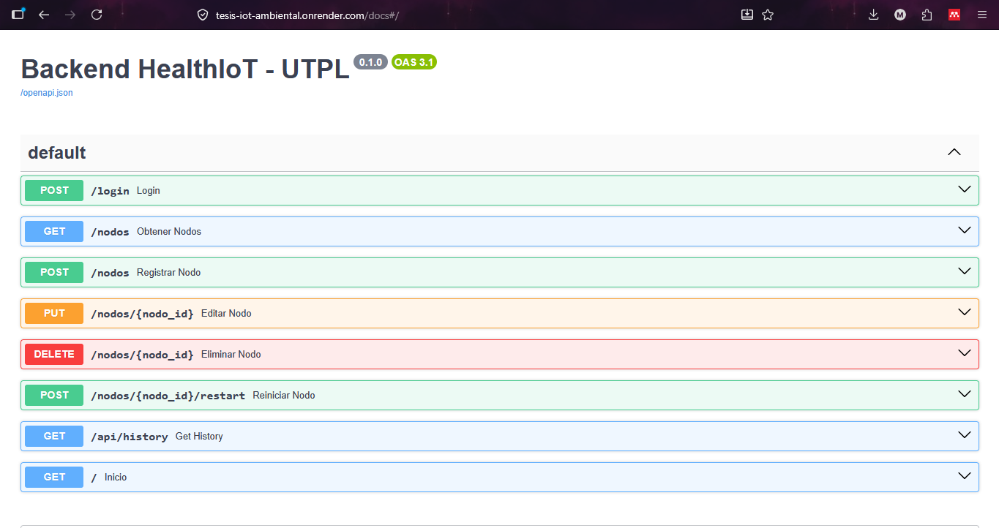 tesis-iot-ambiental.onrender.com/docs#/
M
Backend HealthIoT - UTPL 0.1.0 OAS 3.1
/openapi.json
default
POST /login Login
GET /nodos Obtener Nodos
POST /nodos Registrar Nodo
PUT /nodos/{nodo_id} Editar Nodo
DELETE /nodos/{nodo_id} Eliminar Nodo
POST /nodos/{nodo_id}/restart Reiniciar Nodo
GET /api/history Get History
GET / Inicio